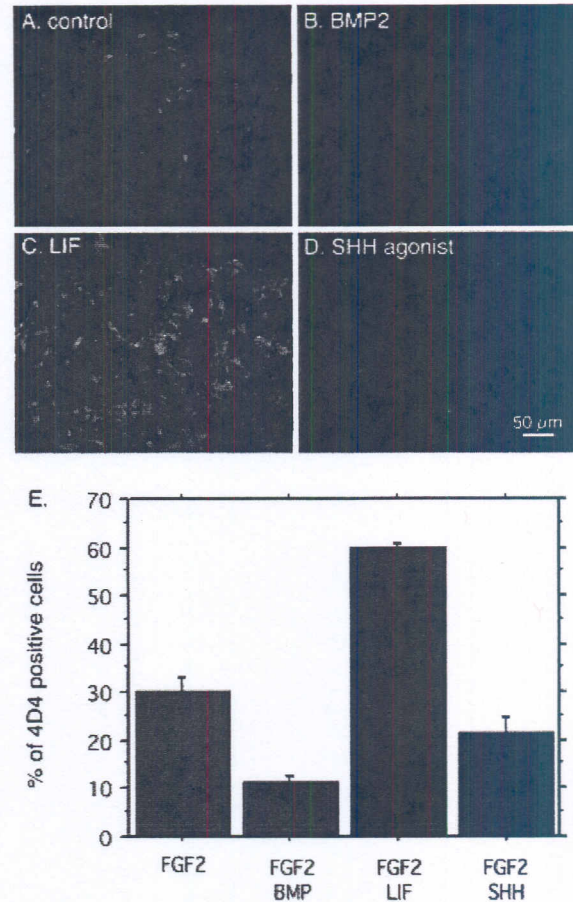 A. control
B. BMP2
C. LIF
D. SHH agonist
50 µm
E.
% of 4D4 positive cells
70
60
50
40
30
20
10
0
FGF2
FGF2
BMP
FGF2
LIF
FGF2
SHH